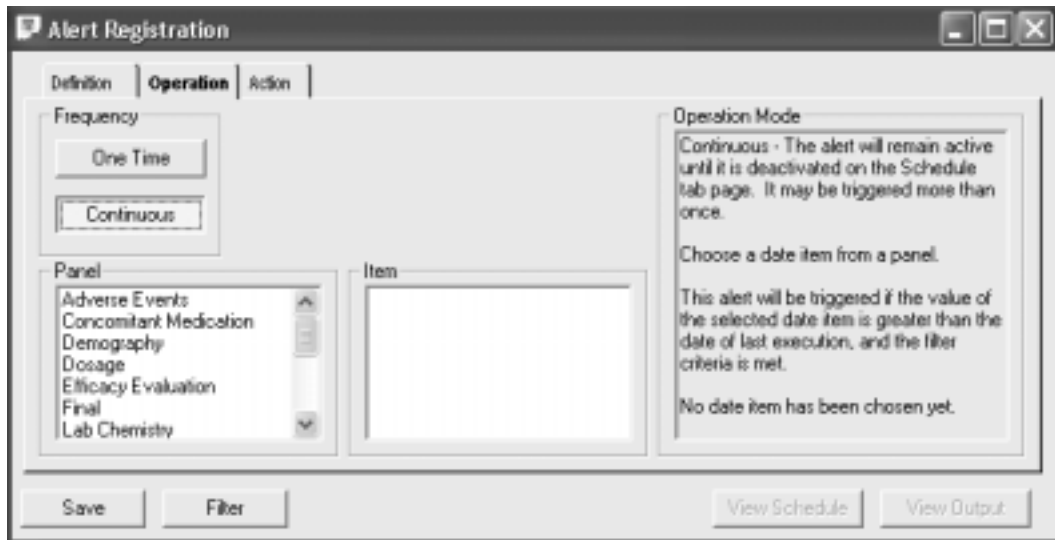 Alert Registration
Definition
Operation
Action
Frequency
One Time
Continuous
Panel
Adverse Events
Concomitant Medication
Demography
Dosage
Efficacy Evaluation
Final
Lab Chemistry
Item
Operation Mode
Continuous - The alert will remain active
until it is deactivated on the Schedule
tab page. It may be triggered more than
once.
Choose a date item from a panel.
This alert will be triggered if the value of
the selected date item is greater than the
date of last execution, and the filter
criteria is met.
No date item has been chosen yet.
Save
Filter
View Schedule
View Output